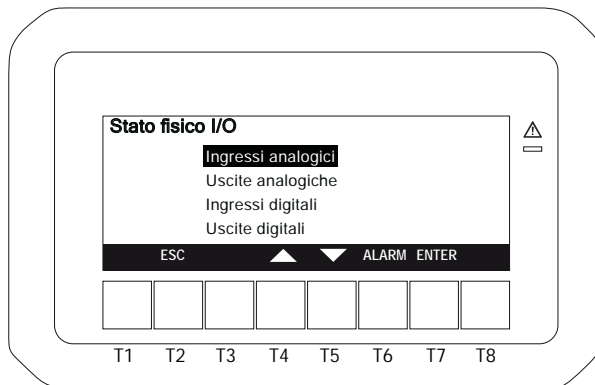 Stato fisico I/O
Ingressi analogici
Uscite analogiche
Ingressi digitali
Uscite digitali
ESC ALARM ENTER
T1 T2 T3 T4 T5 T6 T7 T8